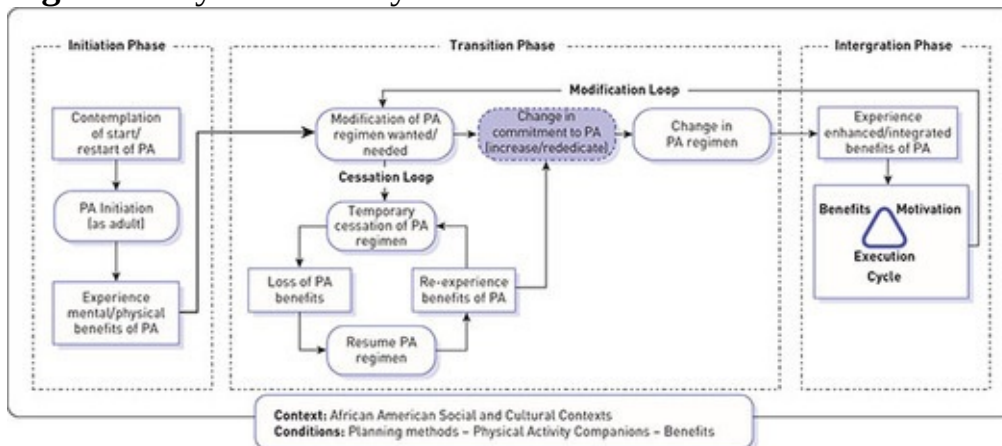 Initiation Phase
Contemplation
of start/
restart of PA
PA Initiation
(as adult)
Experience
mental/physical
benefits of PA
Transition Phase
Modification Loop
Modification of PA
regimen wanted/
needed
Change in
commitment to PA
(increase/rededicate)
Change in
PA regimen
Cessation Loop
Temporary
cessation of PA
regimen
Loss of PA
benefits
Re-experience
benefits of PA
Resume PA
regimen
Intergration Phase
Experience
enhanced/integrated
benefits of PA
Benefits Motivation
Execution
Cycle
Context: African American Social and Cultural Contexts
Conditions: Planning methods – Physical Activity Companions – Benefits